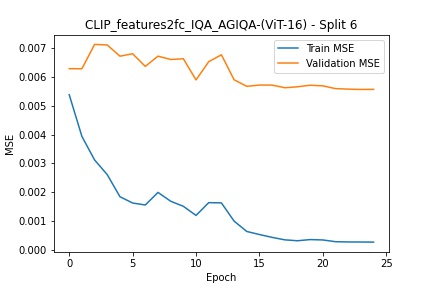 CLIP_features2fc_IQA_AGIQA-(ViT-16) - Split 6
Train MSE
Validation MSE
MSE
0.007
0.006
0.005
0.004
0.003
0.002
0.001
0.000
0 5 10 15 20 25
Epoch